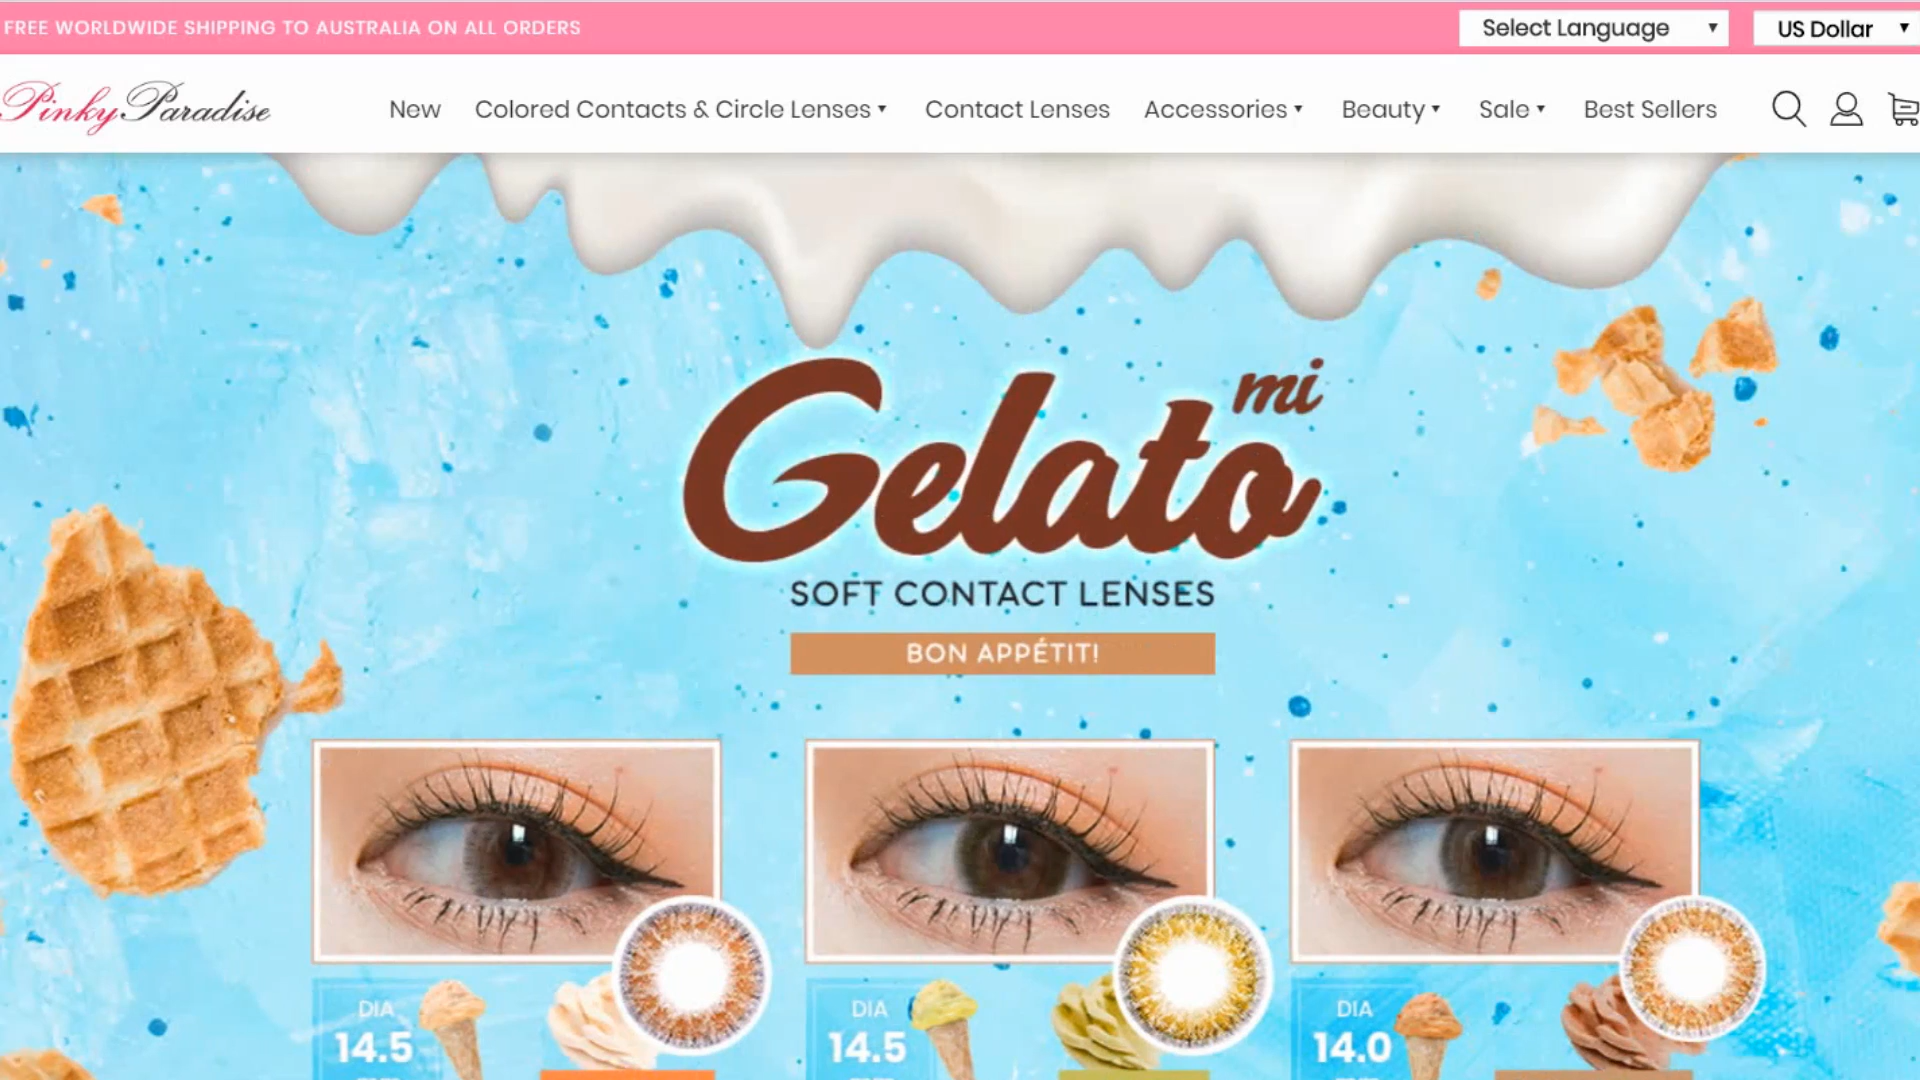 FREE WORLDWIDE SHIPPING TO AUSTRALIA ON ALL ORDERS
Select Language
US Dollar
Pinky Paradise
New
Colored Contacts & Circle Lenses
Contact Lenses
Accessories
Beauty
Sale
Best Sellers
mi
Gelato
SOFT CONTACT LENSES
BON APPÉTIT!
DIA
14.5
DIA
14.5
DIA
14.0